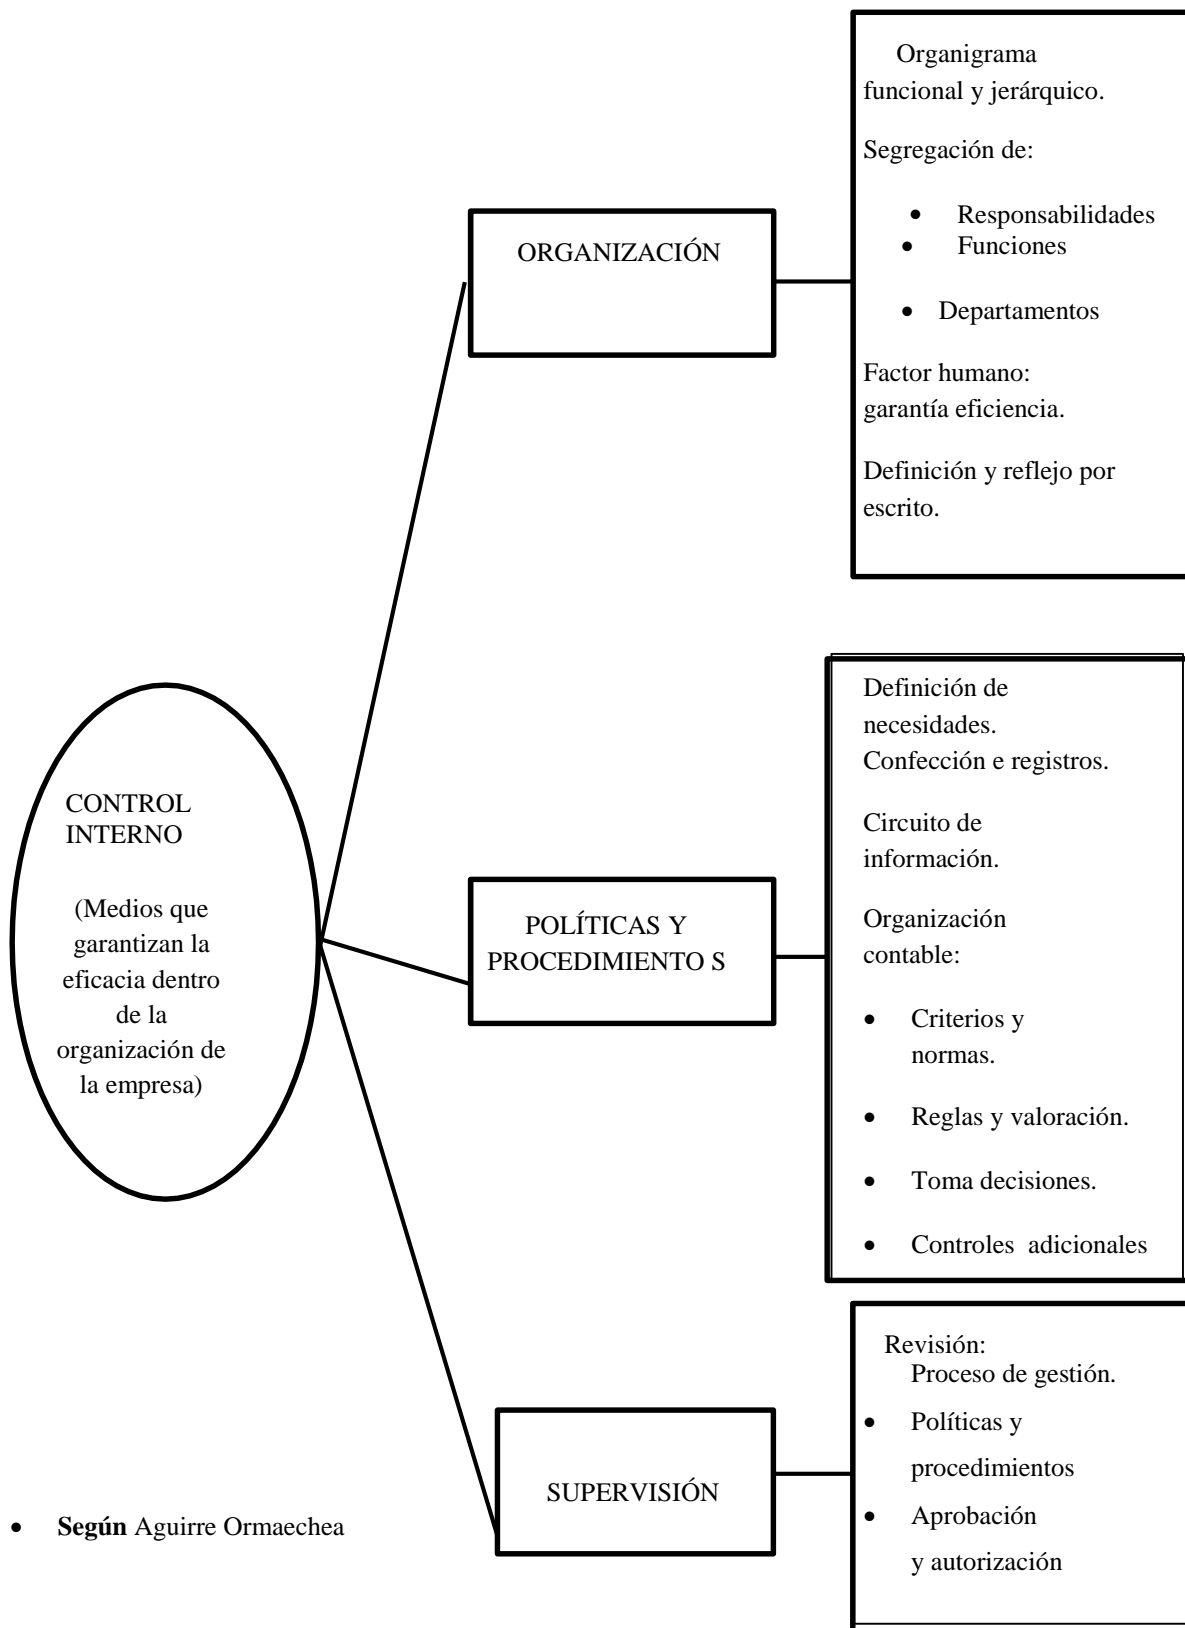 Organigrama
funcional y jerárquico.
Segregación de:
• Responsabilidades
• Funciones
• Departamentos
Factor humano:
garantía eficiencia.
Definición y reflejo por
escrito.
ORGANIZACIÓN
CONTROL
INTERNO
(Medios que
garantizan la
eficacia dentro
de la
organización de
la empresa)
POLÍTICAS Y
PROCEDIMIENTO S
Definición de
necesidades.
Confección e registros.
Circuito de
información.
Organización
contable:
• Criterios y
normas.
• Reglas y valoración.
• Toma decisiones.
• Controles adicionales
SUPERVISIÓN
Revisión:
Proceso de gestión.
• Políticas y
procedimientos
• Aprobación
y autorización
• Según Aguirre Ormaechea